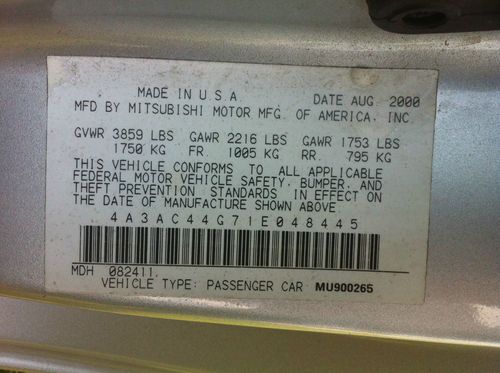 MADE IN U.S.A. DATE AUG. 2000
MFD BY MITSUBISHI MOTOR MFG. OF AMERICA, INC.
GVWR 3859 LBS GAWR 2216 LBS GAWR 1753 LBS
1750 KG FR. 1005 KG RR. 795 KG
THIS VEHICLE CONFORMS TO ALL APPLICABLE
FEDERAL MOTOR VEHICLE SAFETY, BUMPER, AND
THEFT PREVENTION STANDARDS IN EFFECT ON
THE DATE OF MANUFACTURE SHOWN ABOVE.
4A3AC44G71E048445
MDH 082411
VEHICLE TYPE: PASSENGER CAR MU900265